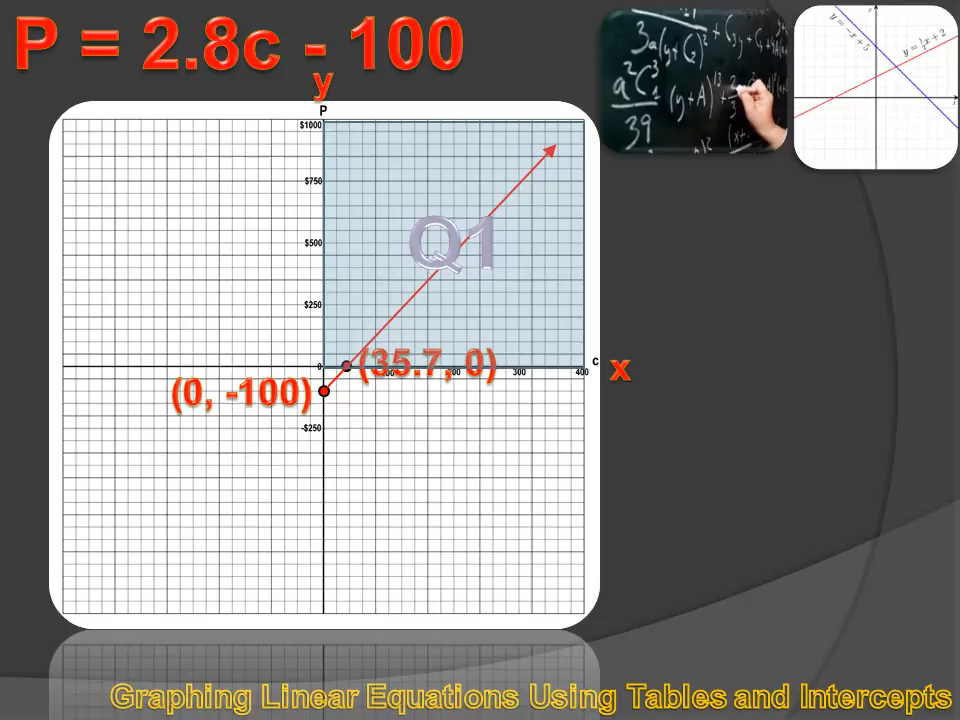 P = 2.8c - 100
y
P
$1000
$750
$500
$250
0
-$250
Q1
(35.7, 0)
(0, -100)
300
400
c
x
y = -x + 5
y = ½x + 2
39
Graphing Linear Equations Using Tables and Intercepts